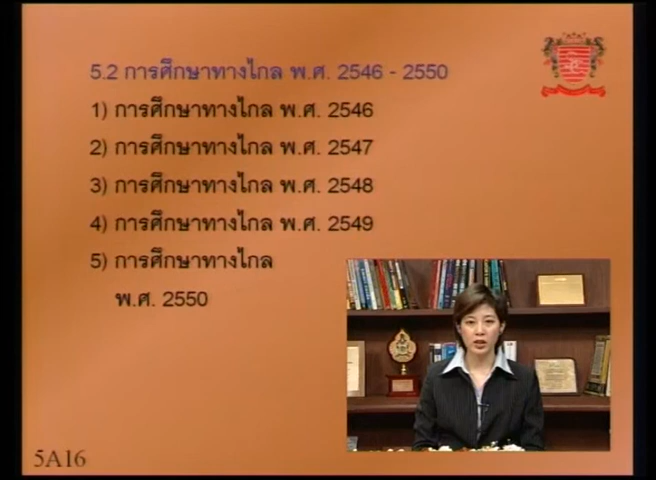 5.2 การศึกษาทางไกล พ.ศ. 2546 - 2550
1) การศึกษาทางไกล พ.ศ. 2546
2) การศึกษาทางไกล พ.ศ. 2547
3) การศึกษาทางไกล พ.ศ. 2548
4) การศึกษาทางไกล พ.ศ. 2549
5) การศึกษาทางไกล
พ.ศ. 2550
5A16